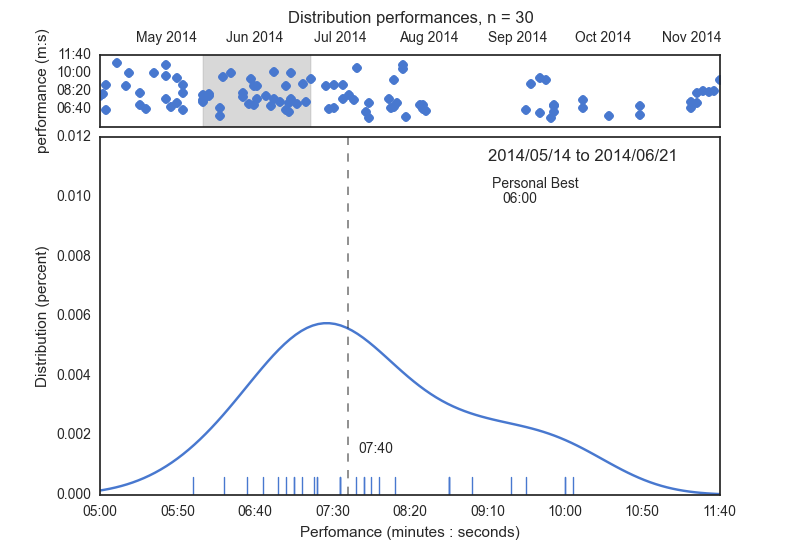 Distribution performances, n = 30
May 2014 Jun 2014 Jul 2014 Aug 2014 Sep 2014 Oct 2014 Nov 2014
performance (m:s)
11:40
10:00
08:20
06:40
Distribution (percent)
0.012
0.010
0.008
0.006
0.004
0.002
0.000
2014/05/14 to 2014/06/21
Personal Best
06:00
07:40
05:00 05:50 06:40 07:30 08:20 09:10 10:00 10:50 11:40
Perfomance (minutes : seconds)